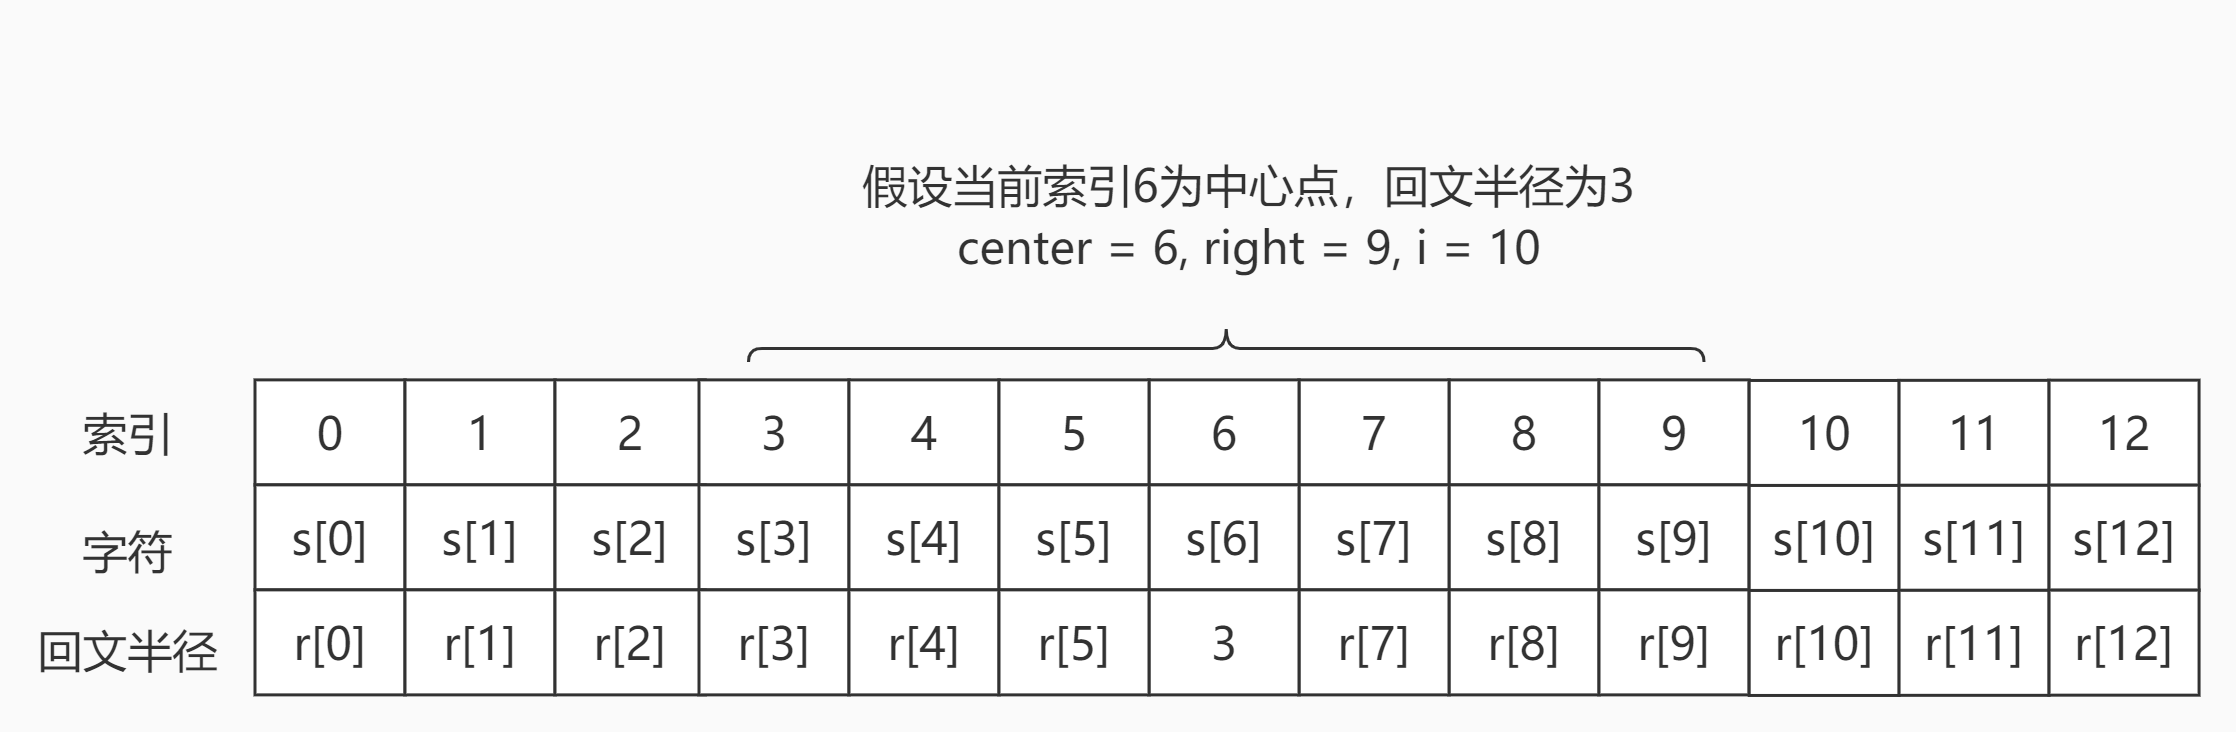 假设当前索引6为中心点，回文半径为3
center = 6, right = 9, i = 10
索引 0 1 2 3 4 5 6 7 8 9 10 11 12
字符 s[0] s[1] s[2] s[3] s[4] s[5] s[6] s[7] s[8] s[9] s[10] s[11] s[12]
回文半径 r[0] r[1] r[2] r[3] r[4] r[5] 3 r[7] r[8] r[9] r[10] r[11] r[12]